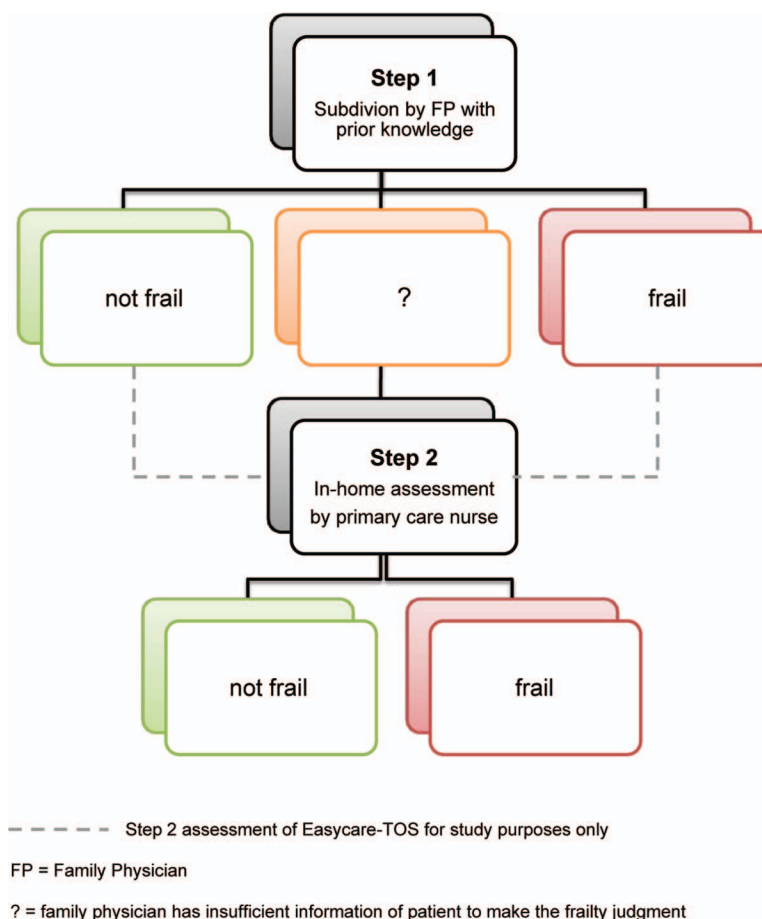 Step 1
Subdivion by FP with
prior knowledge
not frail
?
frail
Step 2
In-home assessment
by primary care nurse
not frail
frail
Step 2 assessment of Easycare-TOS for study purposes only
FP = Family Physician
? = family physician has insufficient information of patient to make the frailty judgment